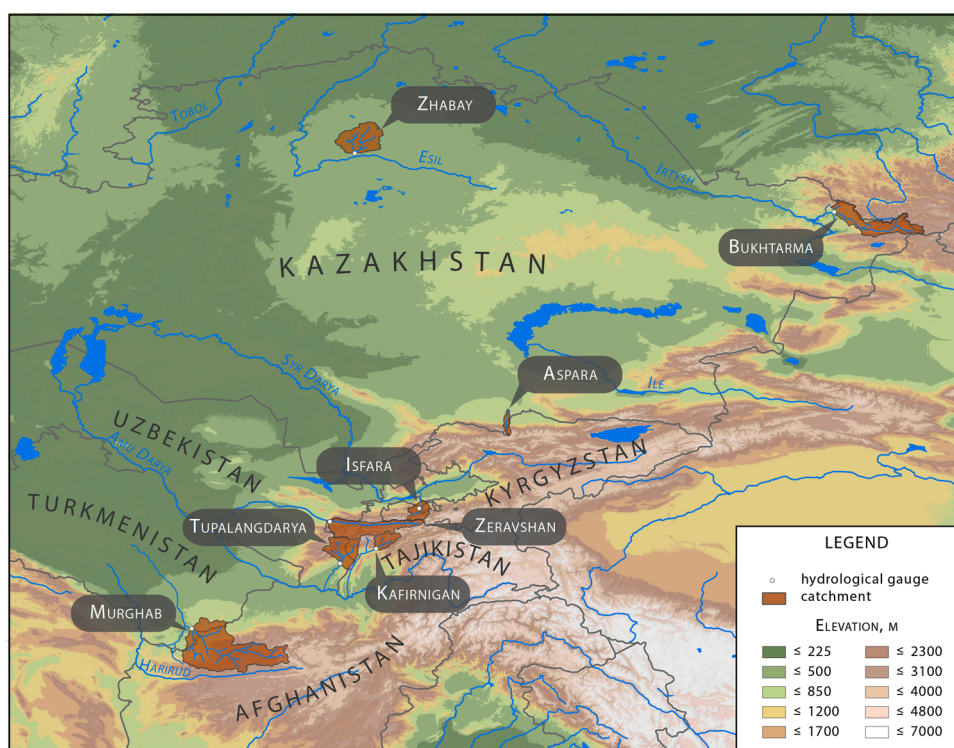 ZHABAY
TOBOL
ESIL
IRTYSH
BUKHTARMA
KAZAKHSTAN
ASPARA
SYR DARYA
ILE
UZBEKISTAN
AMU DARYA
ISFARA
KYRGYZSTAN
TURKMENISTAN
TUPALANGDARYA
ZERAVSHAN
TAJIKISTAN
KAFIRNIGAN
MURGHAB
HARIRUD
AFGHANISTAN
LEGEND
hydrological gauge
catchment
ELEVATION, M
≤ 225
≤ 500
≤ 850
≤ 1200
≤ 1700
≤ 2300
≤ 3100
≤ 4000
≤ 4800
≤ 7000